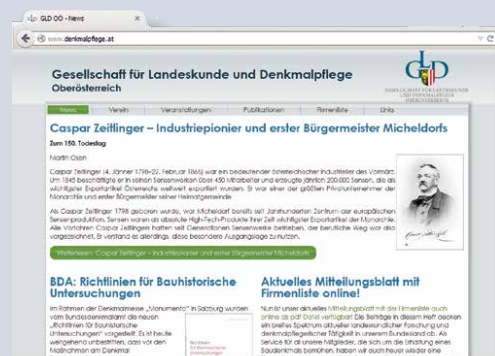 GLD OÖ - News
www.denkmalpflege.at
Gesellschaft für Landeskunde und Denkmalpflege
Oberösterreich
GESELLSCHAFT FÜR LANDESKUNDE
UND DENKMALPFLEGE
OBERÖSTERREICH
News Verein Veranstaltungen Publikationen Firmenliste Links
Caspar Zeitlinger – Industriepionier und erster Bürgermeister Micheldorfs
Zum 150. Todestag
Martin Osen
Caspar Zeitlinger (4. Jänner 1798–22. Februar 1866) war ein bedeutender österreichischer Industrieller des Vormärz.
Um 1845 beschäftigte er in seinen Sensenwerken über 450 Mitarbeiter und erzeugte jährlich 200.000 Sensen, die als
wichtigster Exportartikel Österreichs weltweit exportiert wurden. Er war einer der größten Privatunternehmer der
Monarchie und erster Bürgermeister seiner Heimatgemeinde.
Als Caspar Zeitlinger 1798 geboren wurde, war Micheldorf bereits seit Jahrhunderten Zentrum der europäischen
Sensenproduktion. Sensen waren als absolute High-Tech-Produkte ihrer Zeit wichtigster Exportartikel der Monarchie.
Alle Vorfahren Caspar Zeitlingers hatten seit Generationen Sensenwerke betrieben, der berufliche Weg war also
vorgezeichnet. Er verstand es allerdings, diese besondere Ausgangslage zu nutzen.
Weiterlesen: Caspar Zeitlinger – Industriepionier und erster Bürgermeister Micheldorfs
BDA: Richtlinien für Bauhistorische
Untersuchungen
Im Rahmen der Denkmalmesse „Monumento" in Salzburg wurden
vom Bundesdenkmalamt die neuen
„Richtlinien für Bauhistorische
Untersuchungen" vorgestellt. Es ist heute
weitgehend unbestritten, dass vor den
Maßnahmen am Denkmal
Richtlinien
für Bauhistorische
Untersuchungen
Aktuelles Mitteilungsblatt mit
Firmenliste online!
Nun ist unser aktuelles Mitteilungsblatt mit der Firmenliste auch
online als pdf Datei verfügbar! Die Beiträge in diesem Heft decken
ein breites Spektrum aktueller landeskundlicher Forschung und
denkmalpflegerischer Tätigkeit in unserem Bundesland ab. Als
Service für all unsere Mitglieder, die sich um die Erhaltung eines
Baudenkmals bemühen, haben wir auch heuer wieder eine